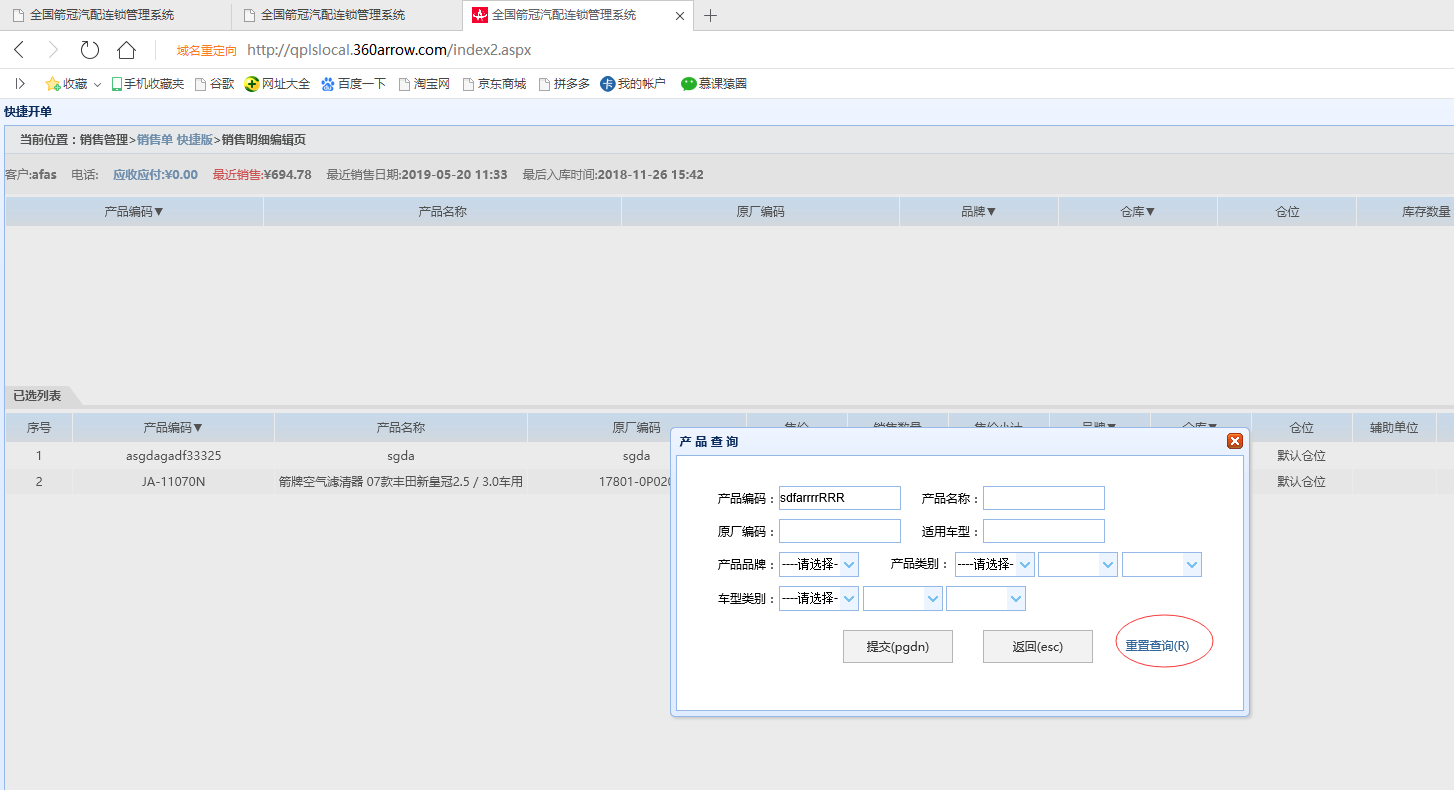 全国箭冠汽配连锁管理系统 全国箭冠汽配连锁管理系统 全国箭冠汽配连锁管理系统
域名重定向 http://qplslocal.360arrow.com/index2.aspx
收藏 手机收藏夹 谷歌 网址大全 百度一下 淘宝网 京东商城 拼多多 我的帐户 慕课猿圈
快捷开单
当前位置：销售管理>销售单 快捷版>销售明细编辑页
客户:afas 电话: 应收应付:¥0.00 最近销售:¥694.78 最近销售日期:2019-05-20 11:33 最后入库时间:2018-11-26 15:42
产品编码▼ 产品名称 原厂编码 品牌▼ 仓库▼ 仓位 库存数量
已选列表
序号 产品编码▼ 产品名称 原厂编码 售价 销售数量 售价小计 品牌▼ 仓库▼ 仓位 辅助单位
1 asgdagadf33325 sgda sgda 默认仓位
2 JA-11070N 箭牌空气滤清器 07款丰田新皇冠2.5 / 3.0车用 17801-0P020 默认仓位
产品查询
产品编码： sdfarrrrRRR 产品名称：
原厂编码： 适用车型：
产品品牌： ----请选择- 产品类别： ----请选择-
车型类别： ----请选择-
提交(pgdn) 返回(esc) 重置查询(R)